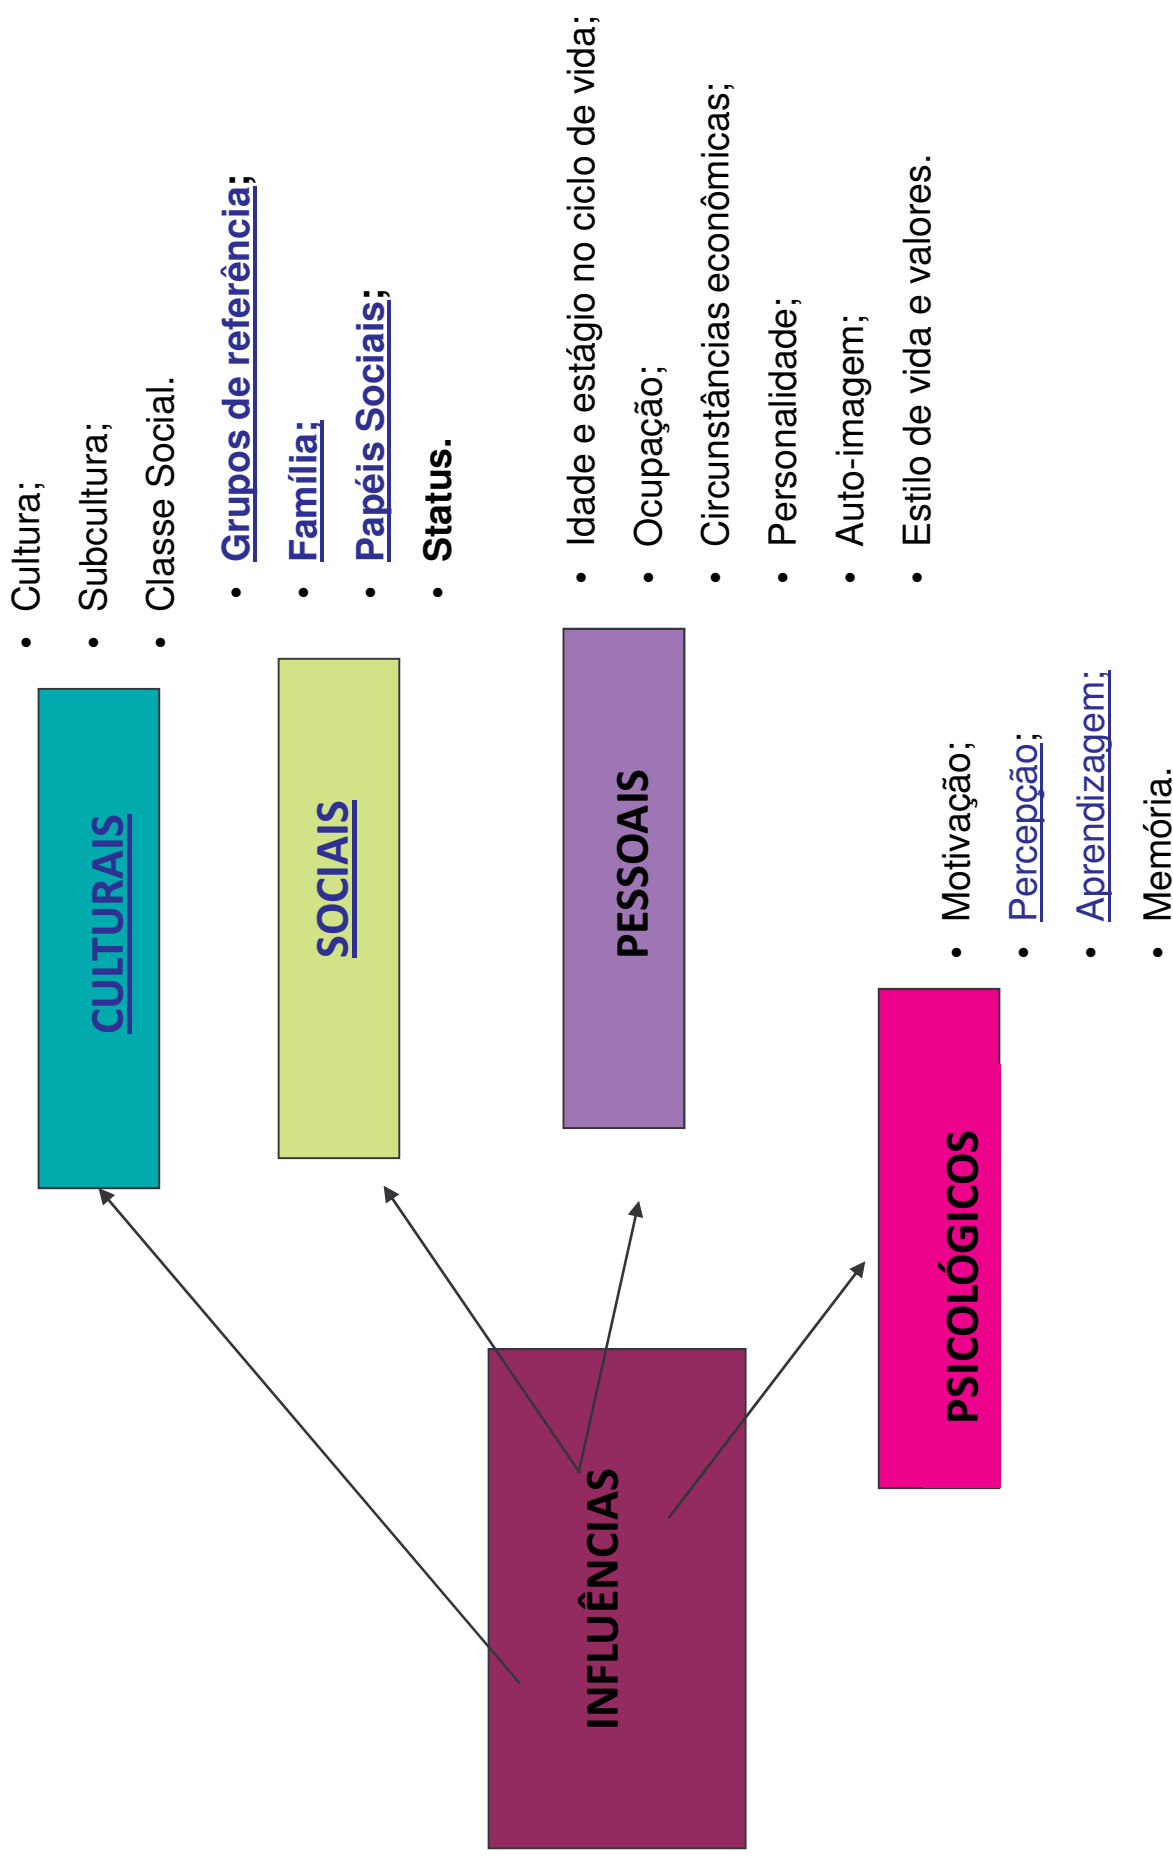 INFLUÊNCIAS
CULTURAIS
• Cultura;
• Subcultura;
• Classe Social.
SOCIAIS
• Grupos de referência;
• Família;
• Papéis Sociais;
• Status.
PESSOAIS
• Idade e estágio no ciclo de vida;
• Ocupação;
• Circunstâncias econômicas;
• Personalidade;
• Auto-imagem;
• Estilo de vida e valores.
PSICOLÓGICOS
• Motivação;
• Percepção;
• Aprendizagem;
• Memória.